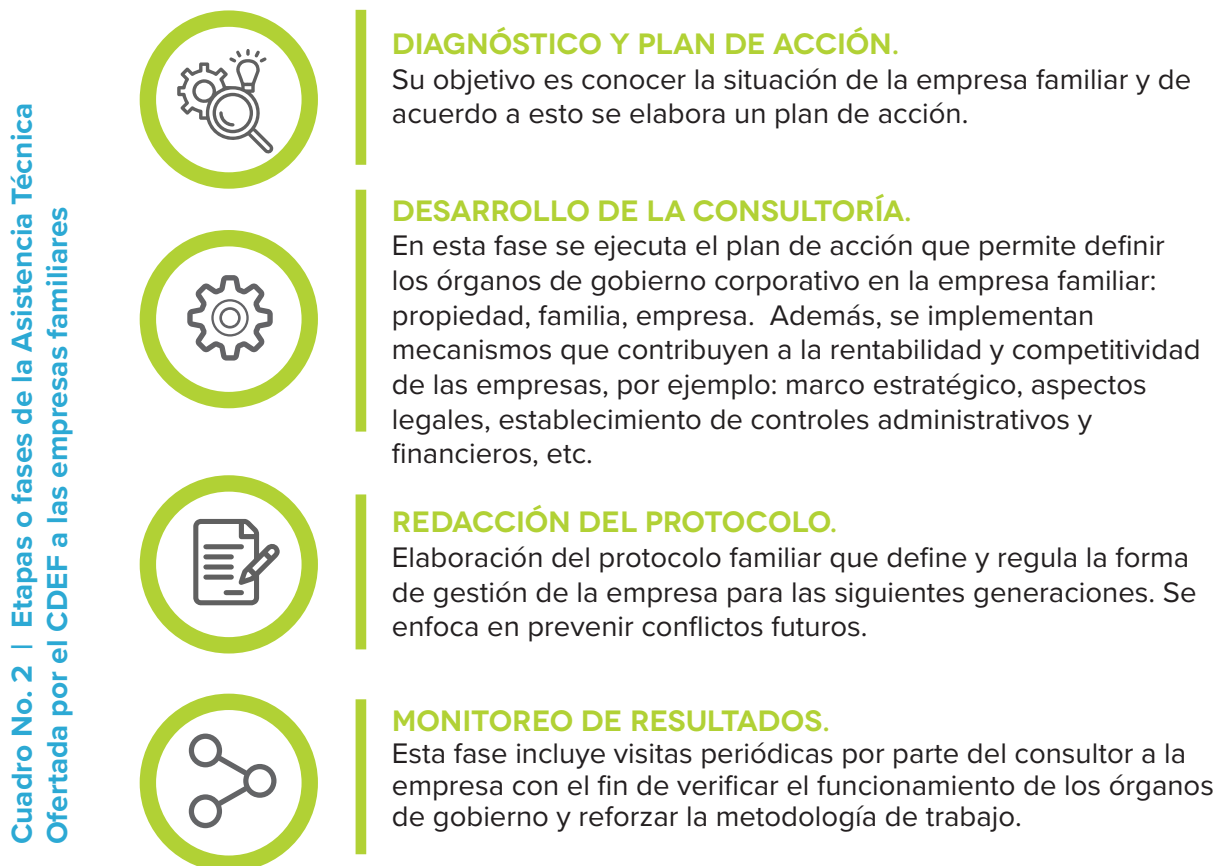 Cuadro No. 2 | Etapas o fases de la Asistencia Técnica
Ofertada por el CDEF a las empresas familiares
DIAGNÓSTICO Y PLAN DE ACCIÓN.
Su objetivo es conocer la situación de la empresa familiar y de
acuerdo a esto se elabora un plan de acción.
DESARROLLO DE LA CONSULTORÍA.
En esta fase se ejecuta el plan de acción que permite definir
los órganos de gobierno corporativo en la empresa familiar:
propiedad, familia, empresa. Además, se implementan
mecanismos que contribuyen a la rentabilidad y competitividad
de las empresas, por ejemplo: marco estratégico, aspectos
legales, establecimiento de controles administrativos y
financieros, etc.
REDACCIÓN DEL PROTOCOLO.
Elaboración del protocolo familiar que define y regula la forma
de gestión de la empresa para las siguientes generaciones. Se
enfoca en prevenir conflictos futuros.
MONITOREO DE RESULTADOS.
Esta fase incluye visitas periódicas por parte del consultor a la
empresa con el fin de verificar el funcionamiento de los órganos
de gobierno y reforzar la metodología de trabajo.